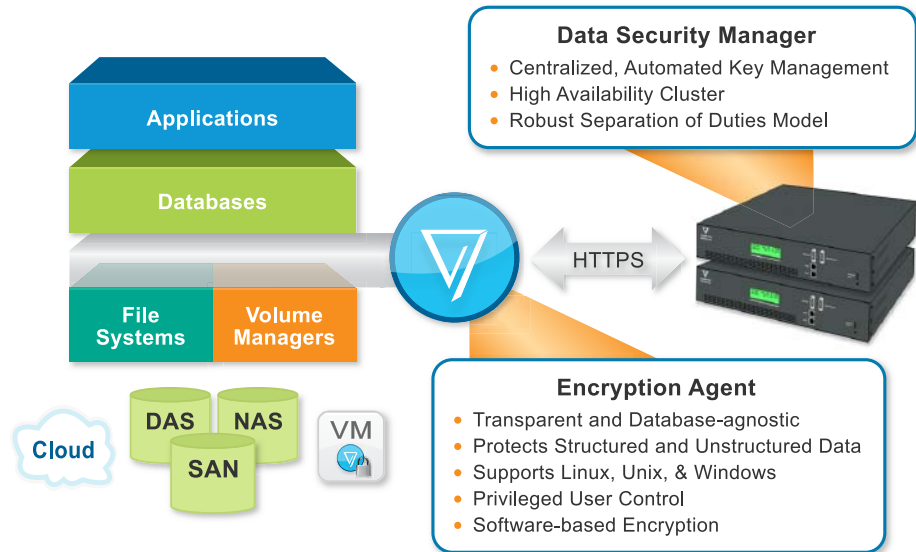 Data Security Manager
• Centralized, Automated Key Management
• High Availability Cluster
• Robust Separation of Duties Model
Applications
Databases
HTTPS
File
Systems
Volume
Managers
Cloud
DAS
NAS
SAN
VM
Encryption Agent
• Transparent and Database-agnostic
• Protects Structured and Unstructured Data
• Supports Linux, Unix, & Windows
• Privileged User Control
• Software-based Encryption